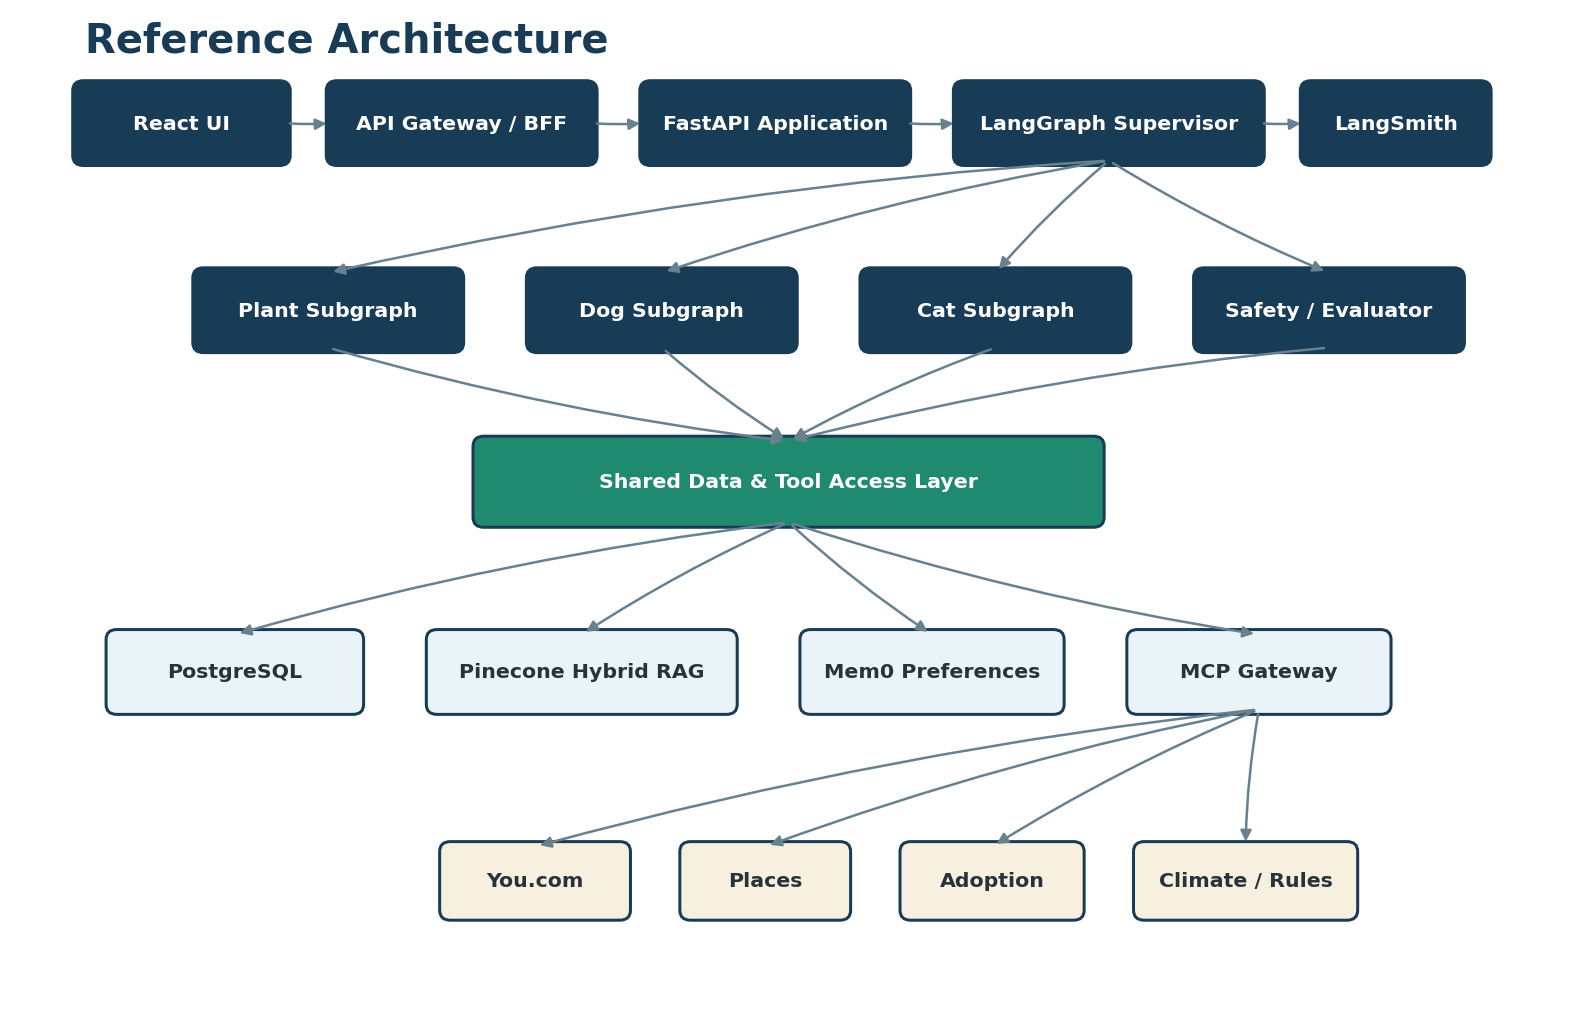 Reference Architecture
React UI
API Gateway / BFF
FastAPI Application
LangGraph Supervisor
LangSmith
Plant Subgraph
Dog Subgraph
Cat Subgraph
Safety / Evaluator
Shared Data & Tool Access Layer
PostgreSQL
Pinecone Hybrid RAG
Mem0 Preferences
MCP Gateway
You.com
Places
Adoption
Climate / Rules